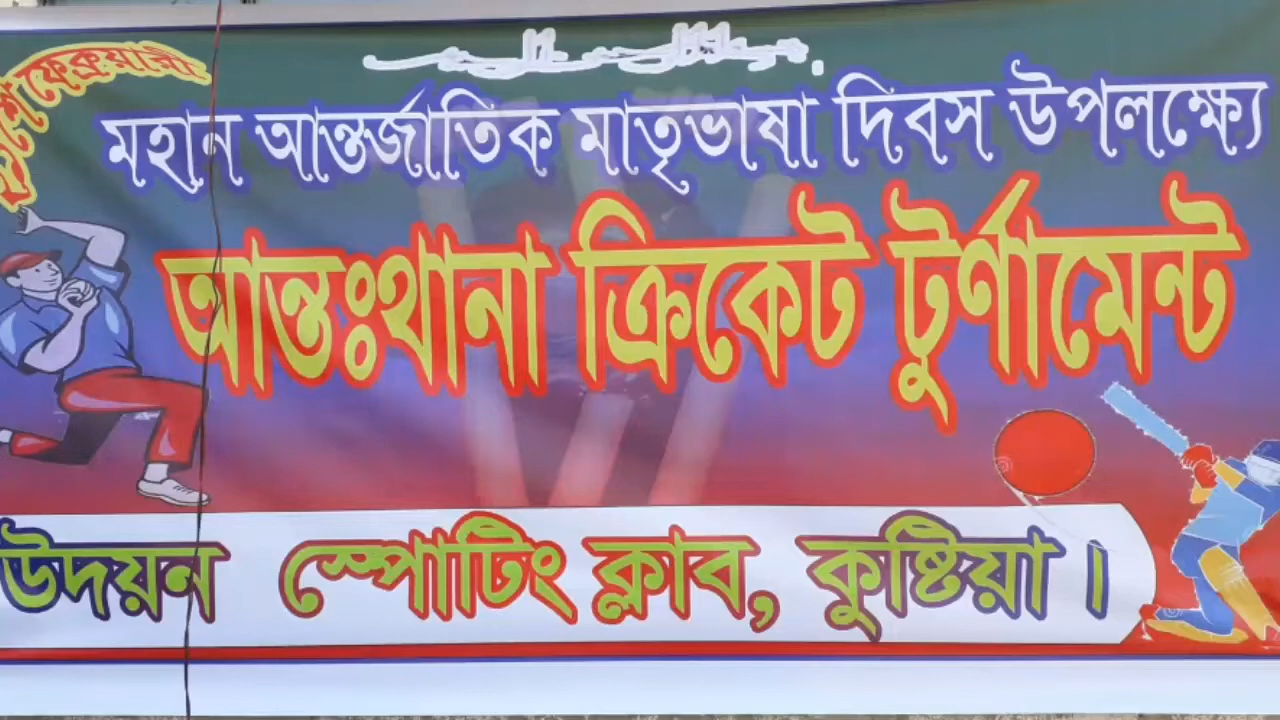 ফেব্রুয়ারী
মহান আন্তর্জাতিক মাতৃভাষা দিবস উপলক্ষ্যে
আন্তঃথানা ক্রিকেট টুর্ণামেন্ট
উদয়ন স্পোটিং ক্লাব, কুষ্টিয়া।